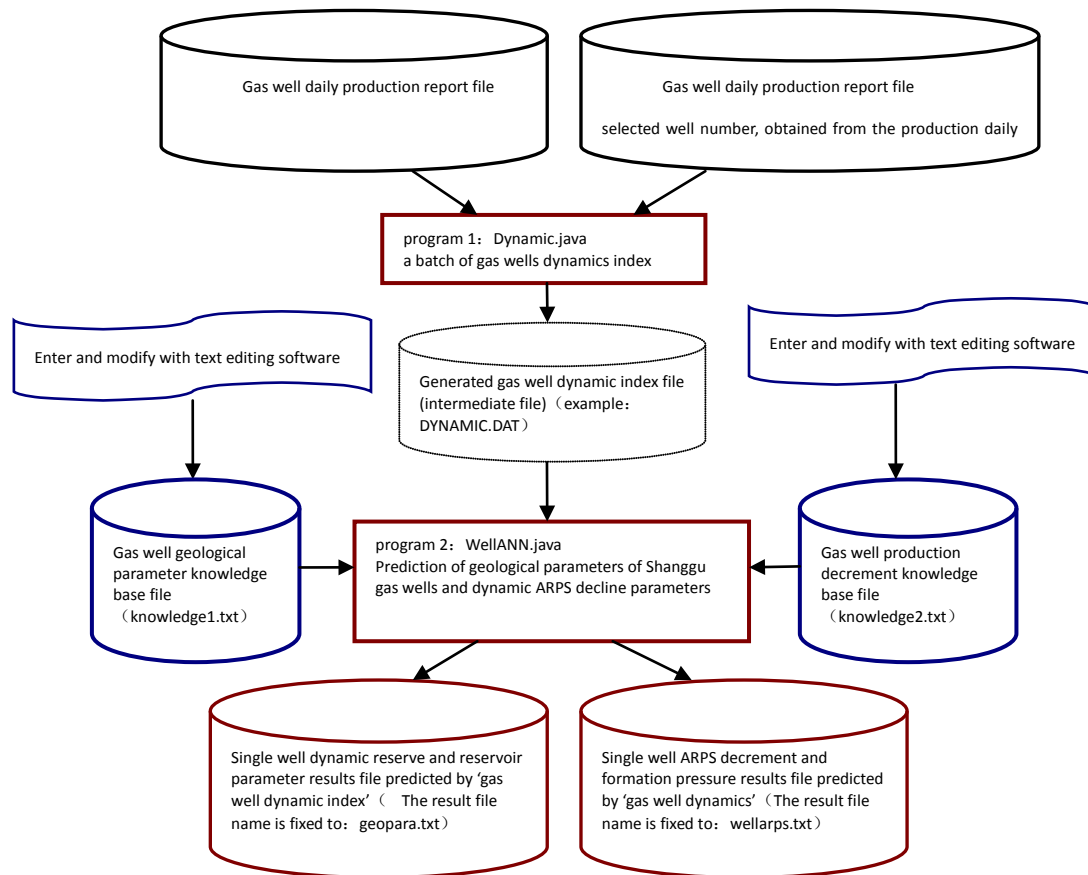 Gas well daily production report file
Gas well daily production report file
selected well number, obtained from the production daily
program 1：Dynamic.java
a batch of gas wells dynamics index
Enter and modify with text editing software
Enter and modify with text editing software
Generated gas well dynamic index file
(intermediate file)（example：
DYNAMIC.DAT）
Gas well geological
parameter knowledge
base file
（knowledge1.txt）
program 2：WellANN.java
Prediction of geological parameters of Shanggu
gas wells and dynamic ARPS decline parameters
Gas well production
decrement knowledge
base file
（knowledge2.txt）
Single well dynamic reserve and reservoir
parameter results file predicted by ‘gas
well dynamic index’（ The result file
name is fixed to：geopara.txt）
Single well ARPS decrement and
formation pressure results file predicted
by ‘gas well dynamics’（The result file
name is fixed to：wellarps.txt）